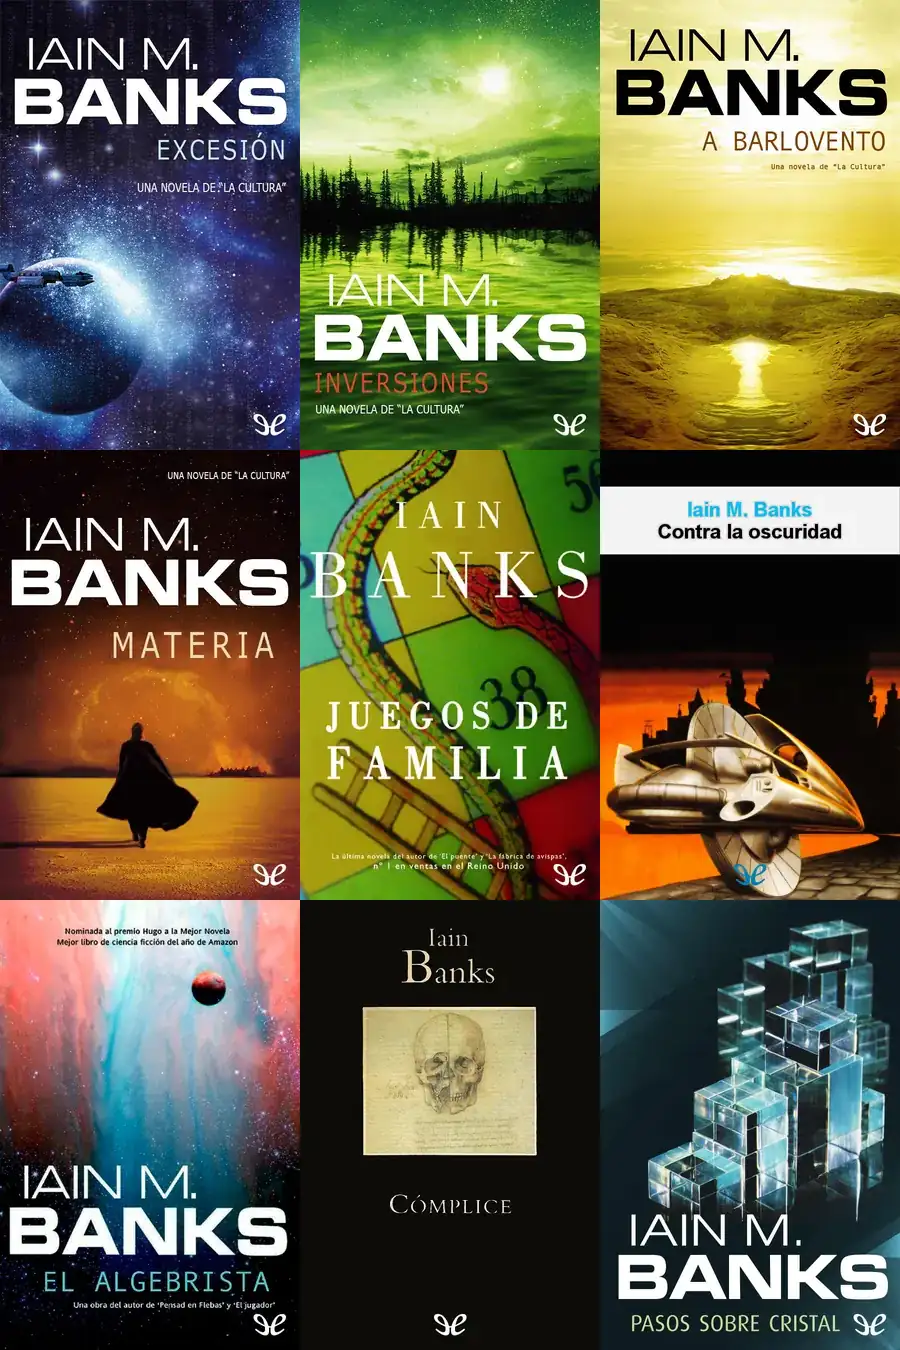 IAIN M.
BANKS
EXCESIÓN
UNA NOVELA DE "LA CULTURA"
IAIN M.
BANKS
INVERSIONES
UNA NOVELA DE "LA CULTURA"
IAIN M.
BANKS
A BARLOVENTO
Una novela de "La Cultura"
UNA NOVELA DE "LA CULTURA"
IAIN M.
BANKS
MATERIA
56
IAIN
BANKS
38
JUEGOS DE
FAMILIA
La última novela del autor de 'El puente' y 'La fábrica de avispas',
nº 1 en ventas en el Reino Unido
Iain M. Banks
Contra la oscuridad
Nominada al premio Hugo a la Mejor Novela
Mejor libro de ciencia ficción del año de Amazon
IAIN M.
BANKS
EL ALGEBRISTA
Una obra del autor de 'Pensad en Flebas' y 'El jugador'
Iain
Banks
CÓMPLICE
IAIN M.
BANKS
PASOS SOBRE CRISTAL